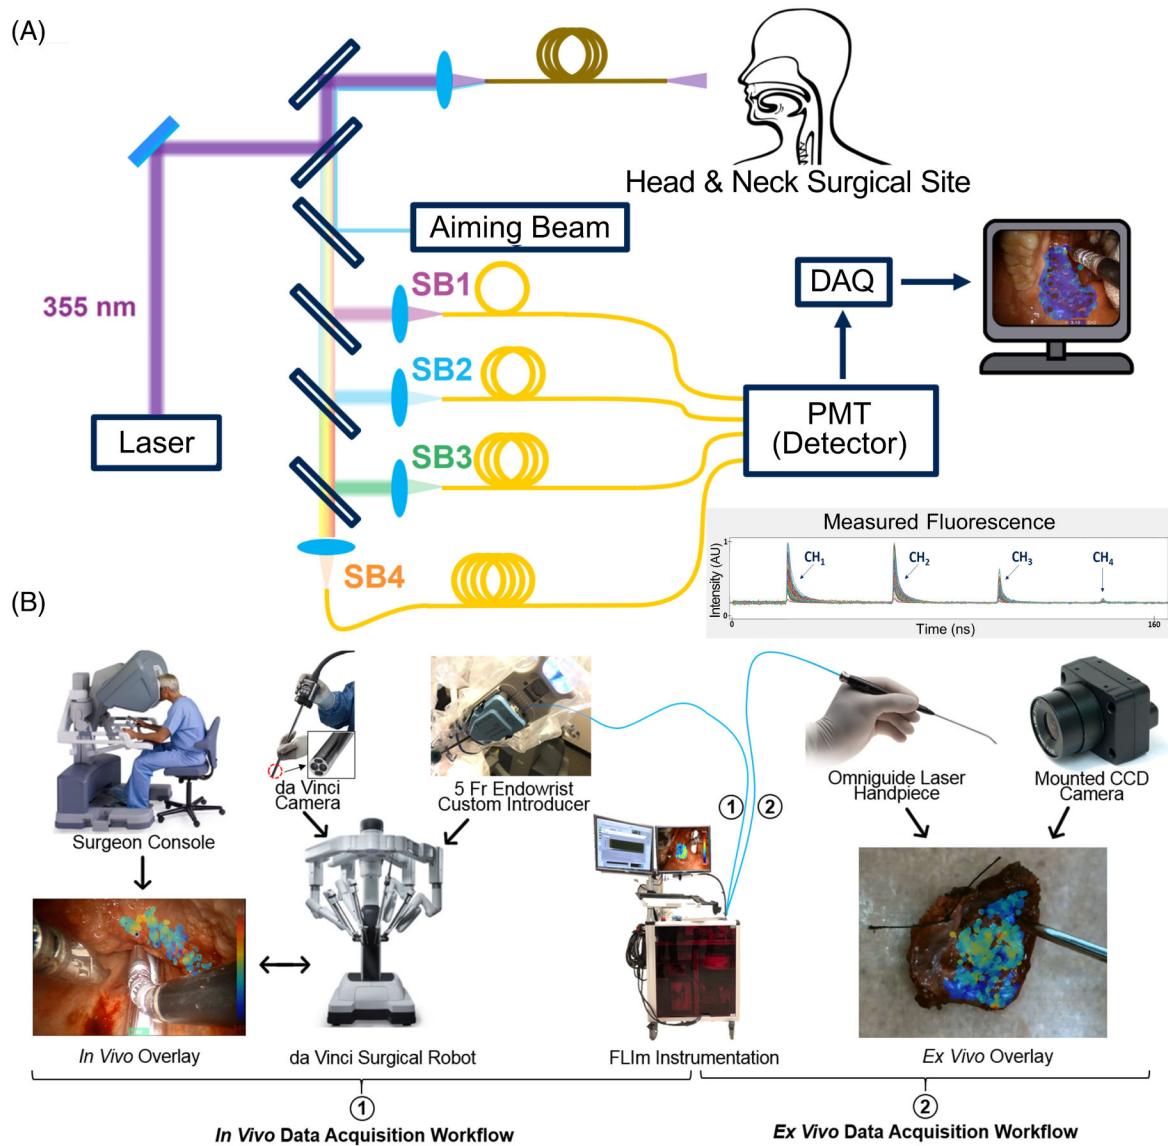 (A)
Head & Neck Surgical Site
Aiming Beam
355 nm
Laser
SB1
SB2
SB3
SB4
DAQ
PMT
(Detector)
Measured Fluorescence
Intensity (AU)
1
0
CH1
CH2
CH3
CH4
0
160
Time (ns)
(B)
Surgeon Console
da Vinci
Camera
5 Fr Endowrist
Custom Introducer
1
2
Omniguide Laser
Handpiece
Mounted CCD
Camera
In Vivo Overlay
da Vinci Surgical Robot
FLIm Instrumentation
Ex Vivo Overlay
1
In Vivo Data Acquisition Workflow
2
Ex Vivo Data Acquisition Workflow